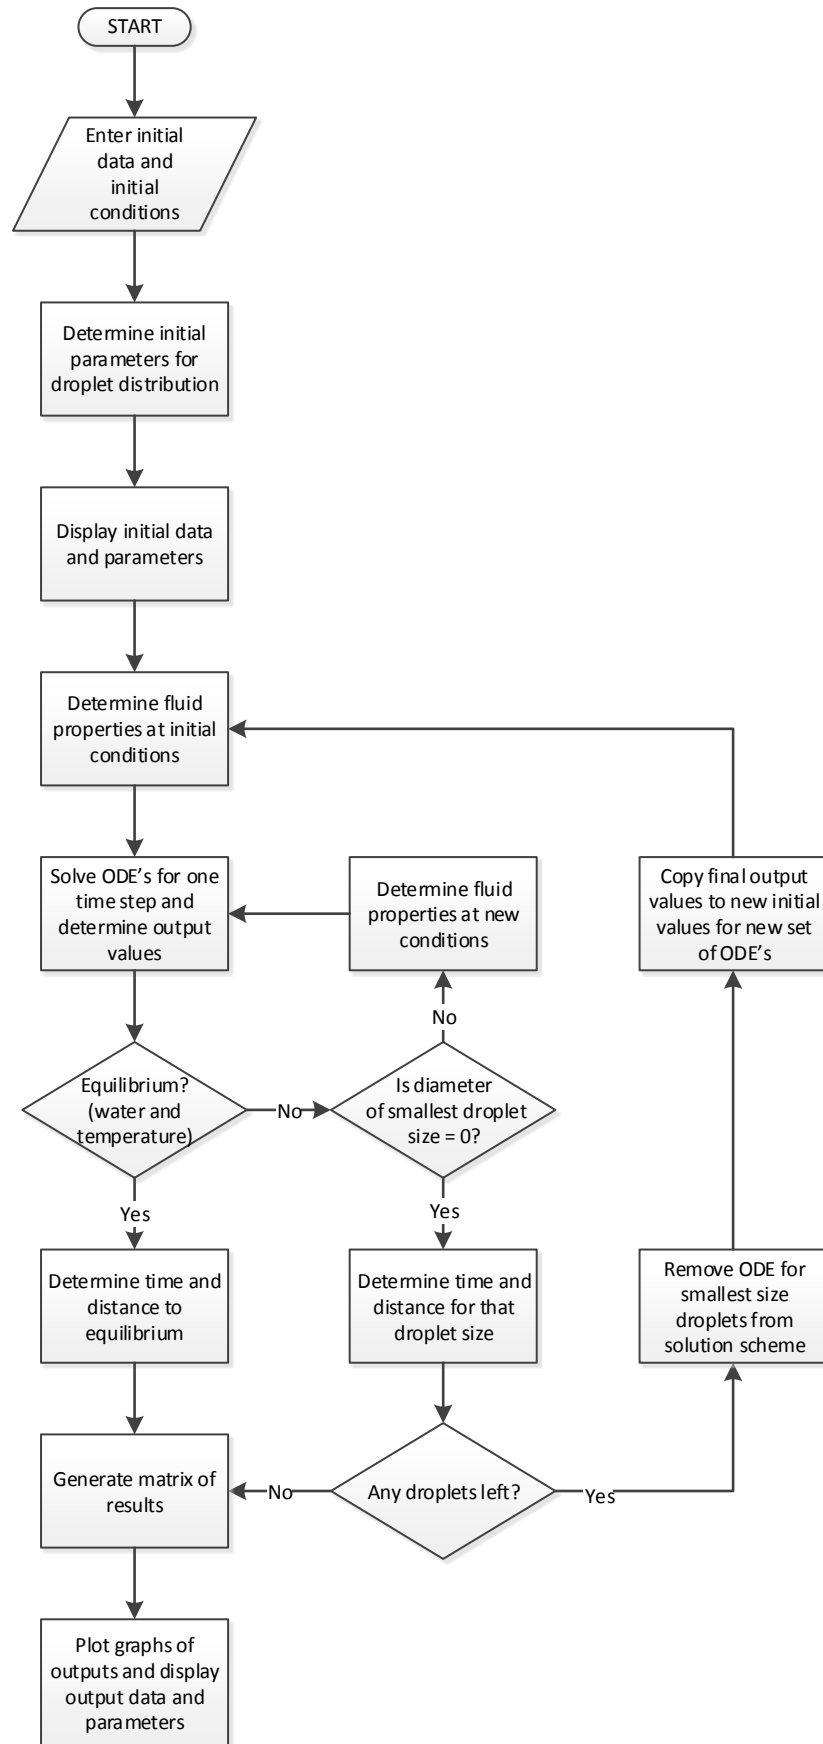 START
Enter initial
data and
initial
conditions
Determine initial
parameters for
droplet distribution
Display initial data
and parameters
Determine fluid
properties at initial
conditions
Solve ODE's for one
time step and
determine output
values
Determine fluid
properties at new
conditions
Copy final output
values to new initial
values for new set
of ODE's
No
Equilibrium?
(water and
temperature)
No
Is diameter
of smallest droplet
size = 0?
Yes
Yes
Determine time and
distance to
equilibrium
Determine time and
distance for that
droplet size
Remove ODE for
smallest size
droplets from
solution scheme
Generate matrix of
results
No
Any droplets left?
Yes
Plot graphs of
outputs and display
output data and
parameters